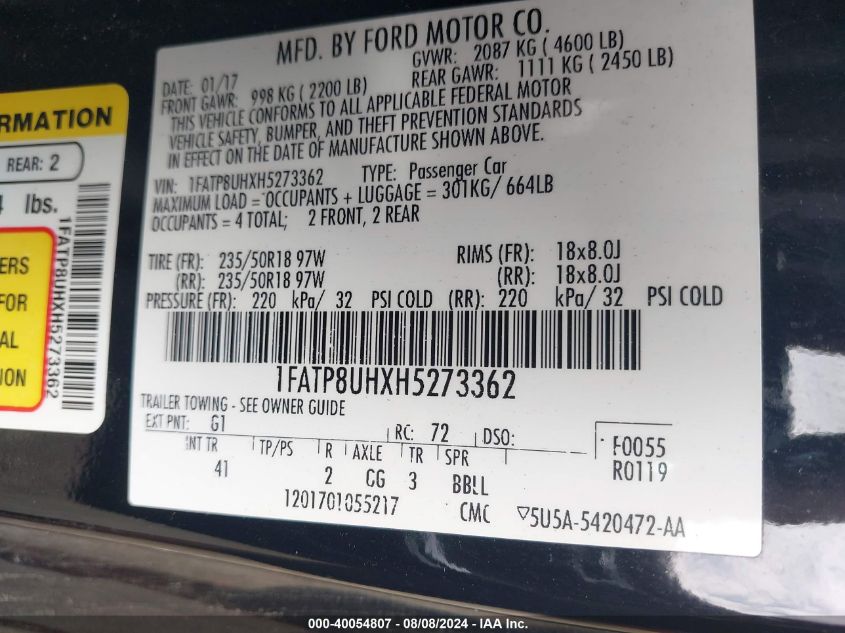 MFD. BY FORD MOTOR CO.
DATE: 01/17
GVWR: 2087 KG ( 4600 LB)
FRONT GAWR: 998 KG ( 2200 LB)
REAR GAWR: 1111 KG ( 2450 LB)
THIS VEHICLE CONFORMS TO ALL APPLICABLE FEDERAL MOTOR
VEHICLE SAFETY, BUMPER, AND THEFT PREVENTION STANDARDS
IN EFFECT ON THE DATE OF MANUFACTURE SHOWN ABOVE.
VIN: 1FATP8UHXH5273362 TYPE: Passenger Car
MAXIMUM LOAD = OCCUPANTS + LUGGAGE = 301KG/ 664LB
OCCUPANTS = 4 TOTAL; 2 FRONT, 2 REAR
TIRE (FR): 235/50R18 97W RIMS (FR): 18x8.0J
(RR): 235/50R18 97W (RR): 18x8.0J
PRESSURE (FR): 220 kPa/ 32 PSI COLD (RR): 220 kPa/ 32 PSI COLD
1FATP8UHXH5273362
TRAILER TOWING - SEE OWNER GUIDE
EXT PNT: G1 RC: 72 DSO:
INT TR TP/PS R AXLE TR SPR
41 2 CG 3 BBLL
F0055
R0119
1201701055217 CMC 5U5A-5420472-AA
RMATION
REAR: 2
lbs.
1FATP8UHXH5273362
ERS
FOR
AL
ION
000-40054807 - 08/08/2024 - IAA Inc.